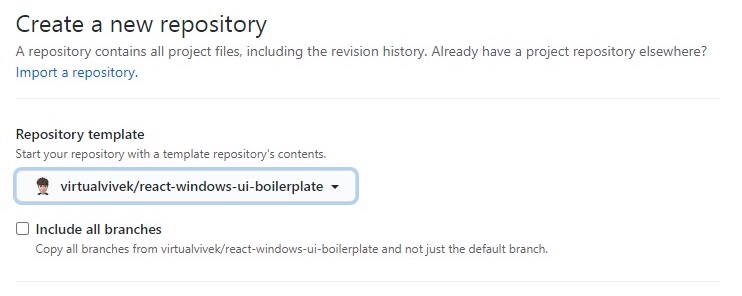 Create a new repository
A repository contains all project files, including the revision history. Already have a project repository elsewhere?
Import a repository.
Repository template
Start your repository with a template repository's contents.
virtualvivek/react-windows-ui-boilerplate
Include all branches
Copy all branches from virtualvivek/react-windows-ui-boilerplate and not just the default branch.